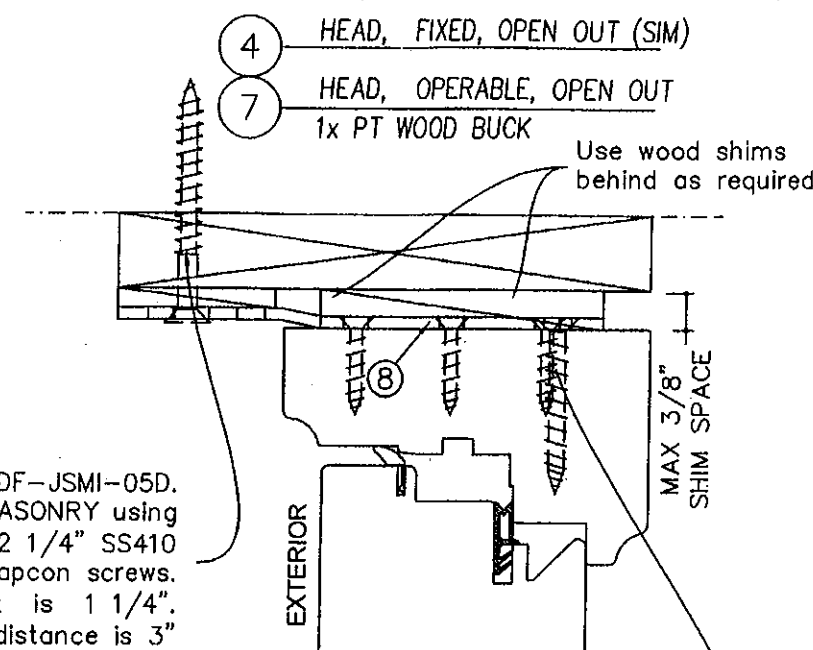 4 HEAD, FIXED, OPEN OUT (SIM)
7 HEAD, OPERABLE, OPEN OUT
1x PT WOOD BUCK
Use wood shims
behind as required
8
MAX 3/8"
SHIM SPACE
EXTERIOR
DF-JSMI-05D.
ASONRY using
2 1/4" SS410
apcon screws.
is 1 1/4".
distance is 3"